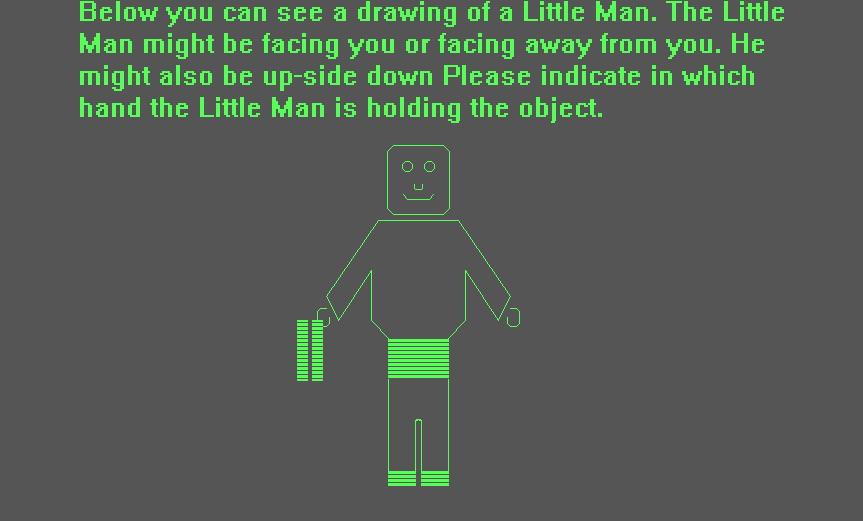 Below you can see a drawing of a Little Man. The Little
Man might be facing you or facing away from you. He
might also be up-side down Please indicate in which
hand the Little Man is holding the object.